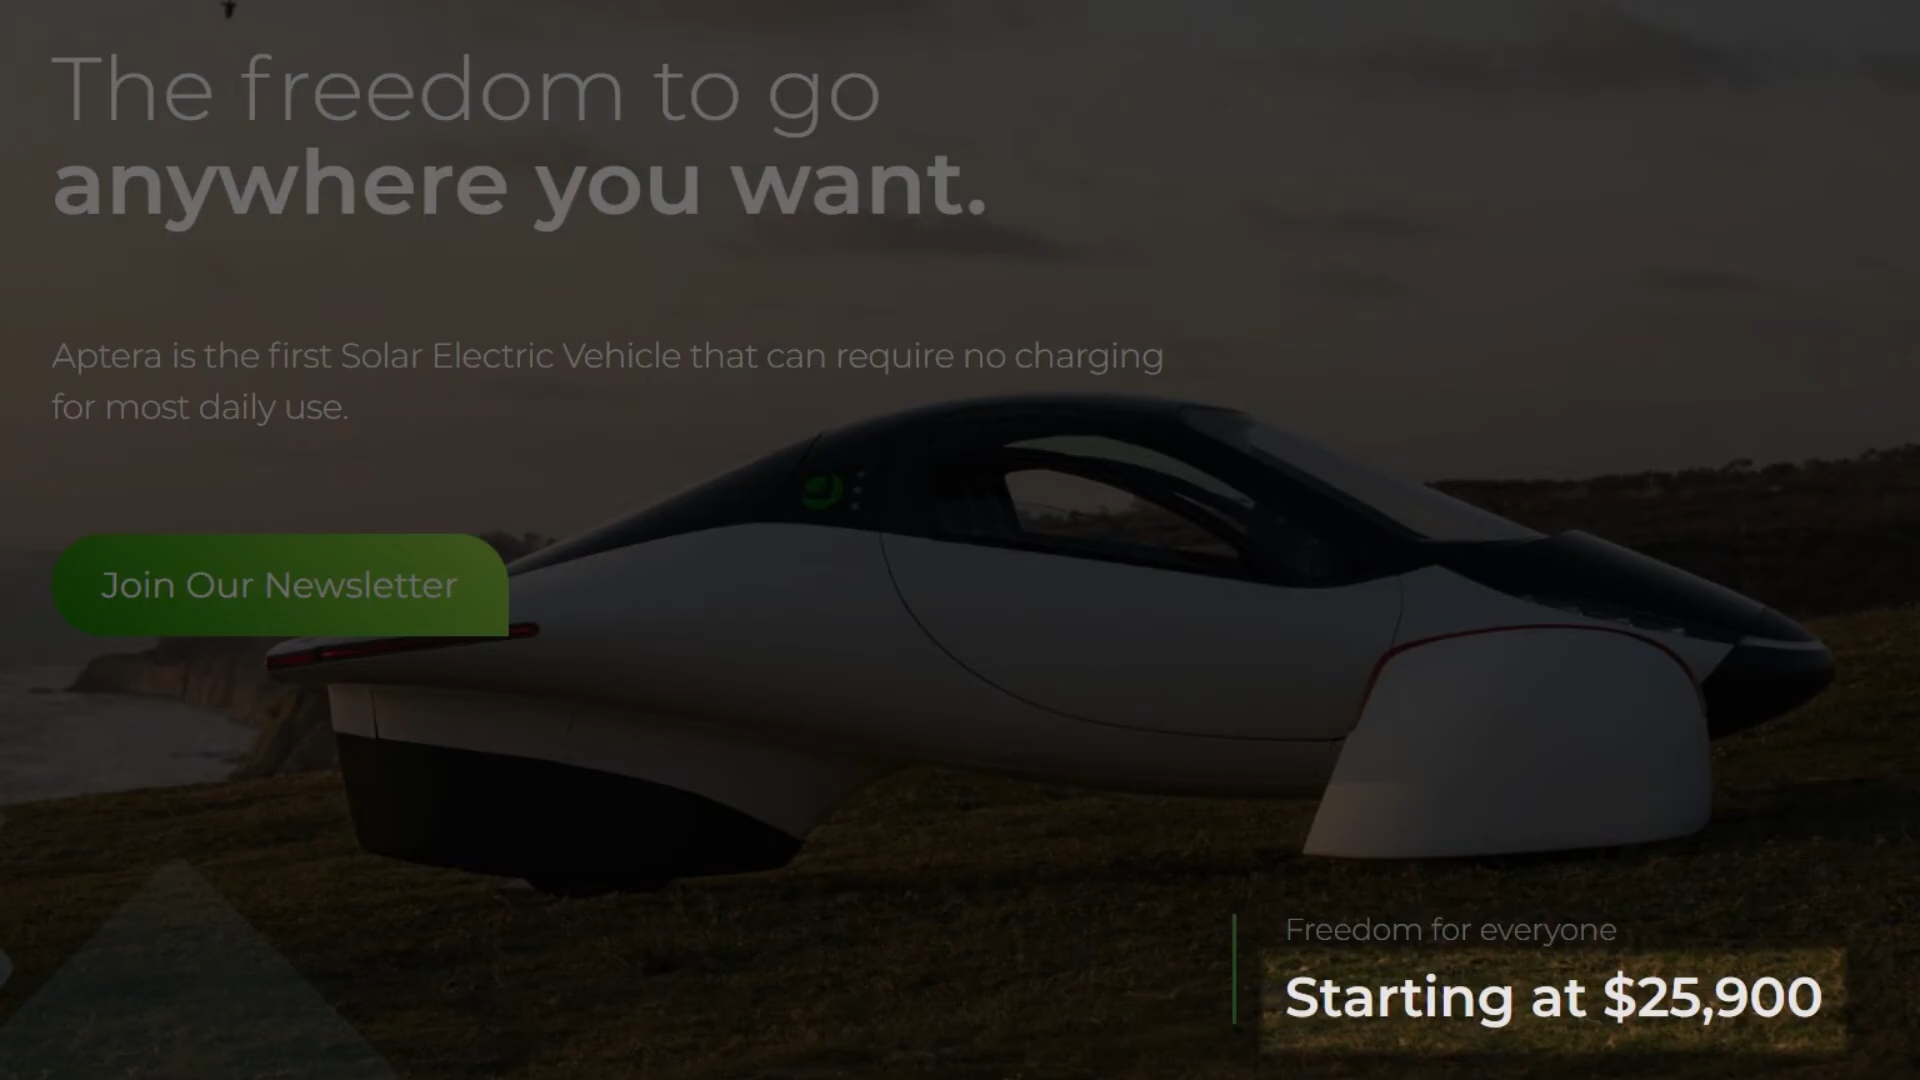 The freedom to go
anywhere you want.
Aptera is the first Solar Electric Vehicle that can require no charging
for most daily use.
Join Our Newsletter
Freedom for everyone
Starting at $25,900